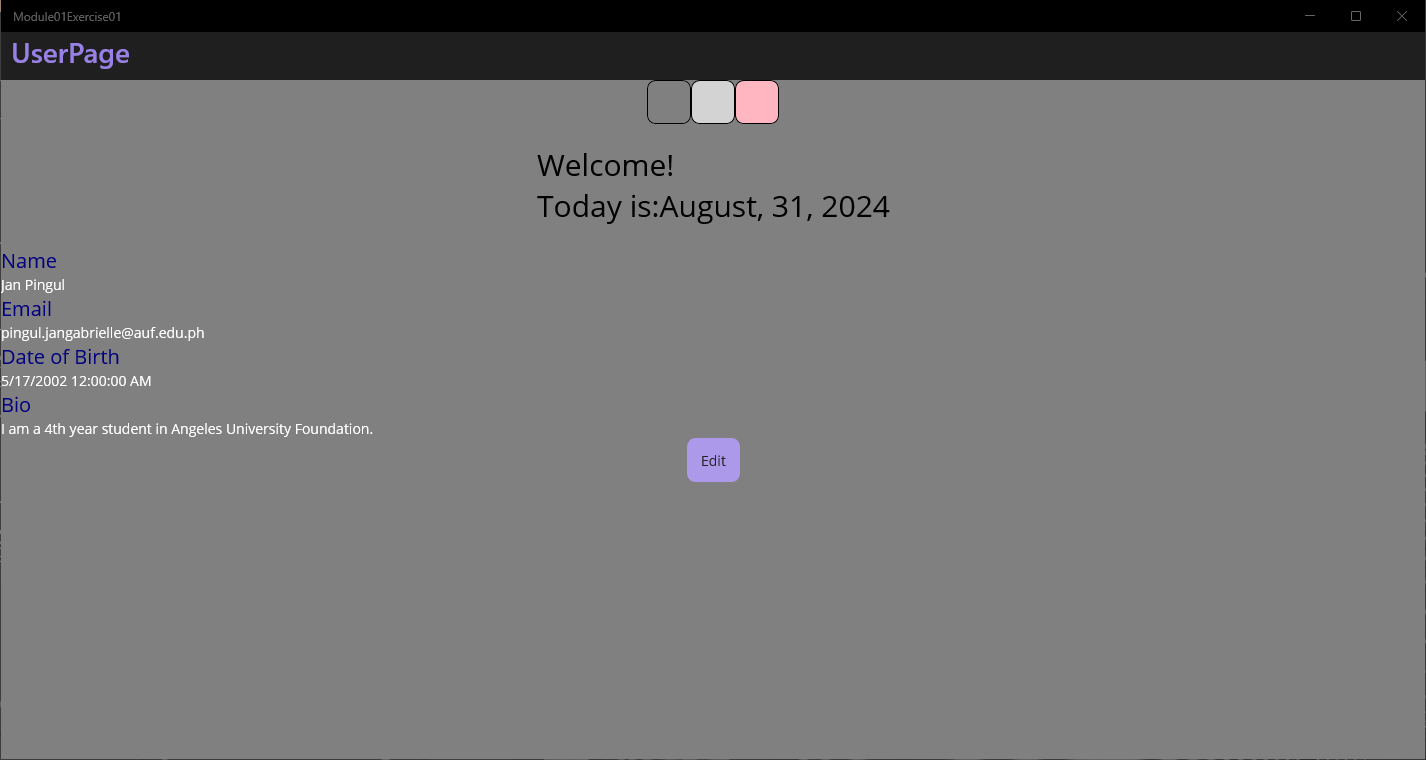 Module01Exercise01
UserPage
Welcome!
Today is:August, 31, 2024
Name
Jan Pingul
Email
pingul.jangabrielle@auf.edu.ph
Date of Birth
5/17/2002 12:00:00 AM
Bio
I am a 4th year student in Angeles University Foundation.
Edit